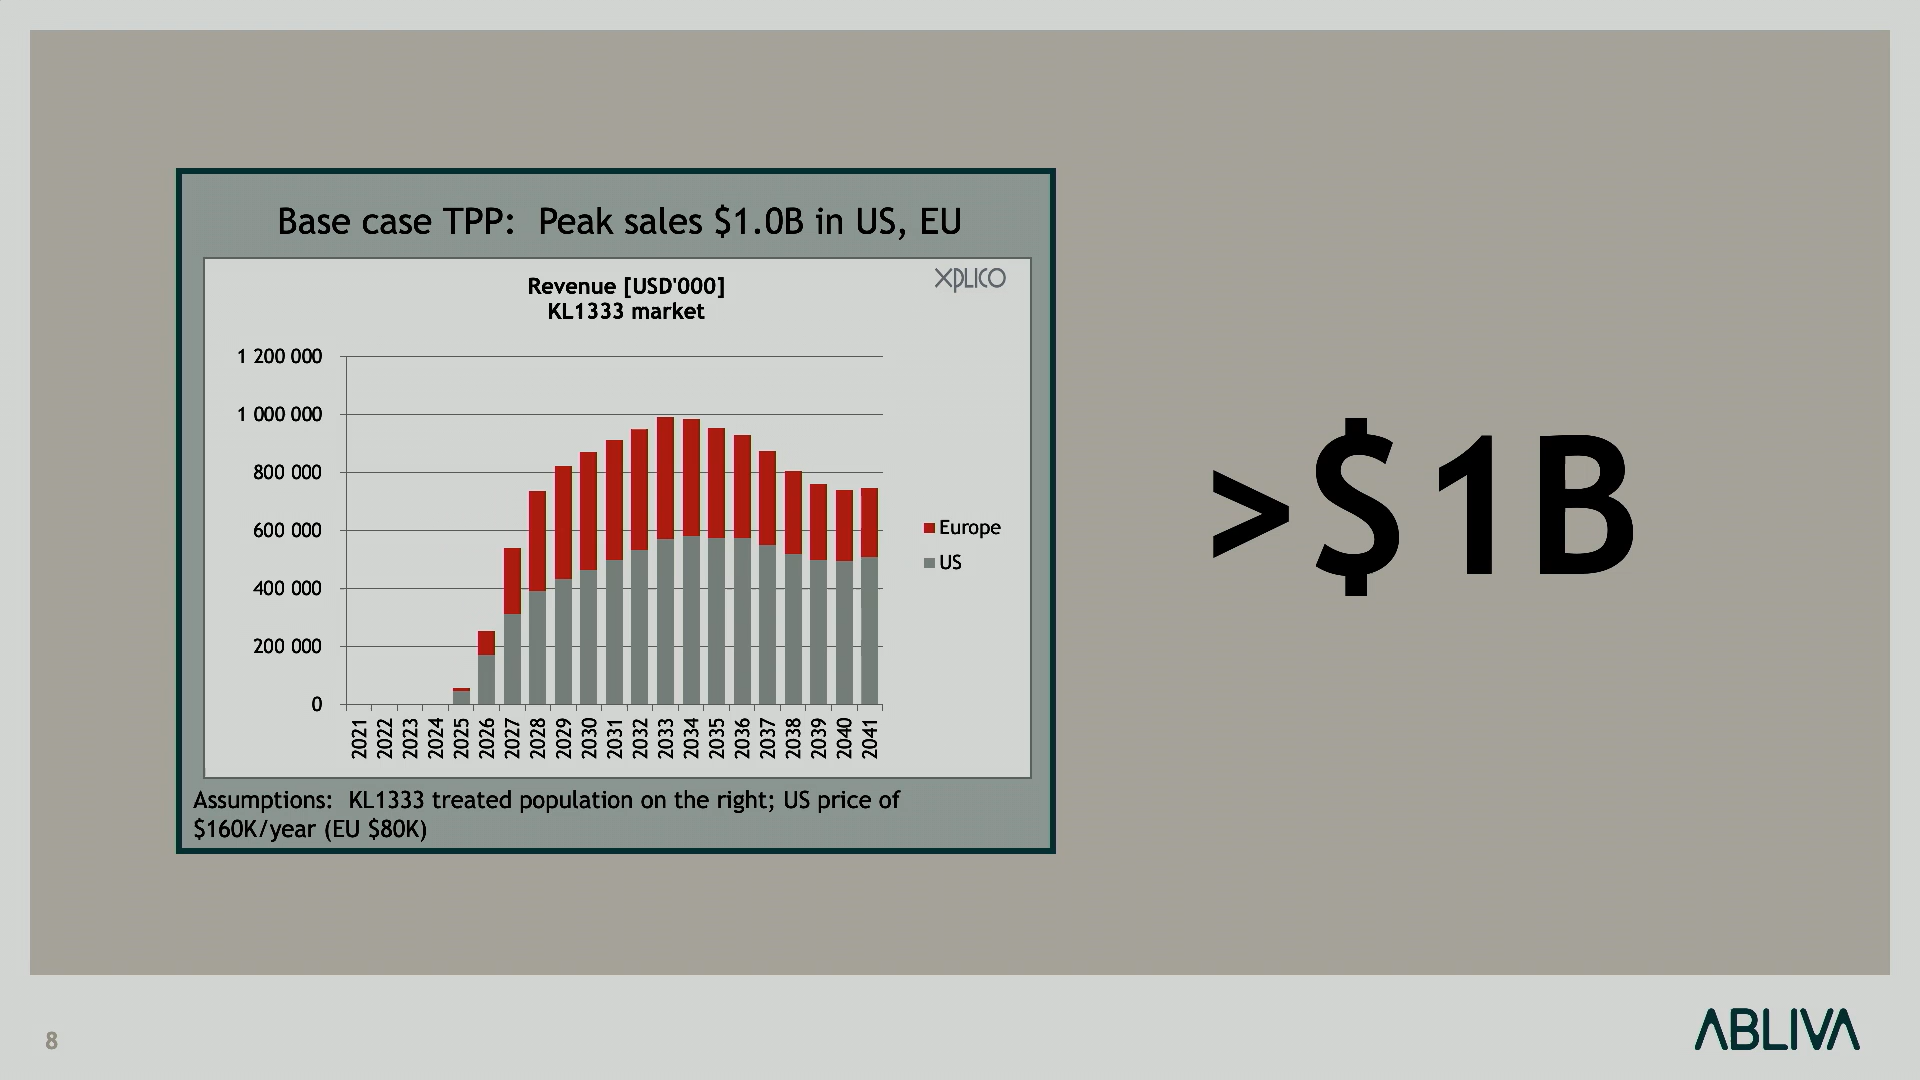 Base case TPP: Peak sales $1.0B in US, EU
Revenue [USD'000]
KL1333 market
XPLICO
1 200 000
1 000 000
800 000
600 000
400 000
200 000
0
2021
2022
2023
2024
2025
2026
2027
2028
2029
2030
2031
2032
2033
2034
2035
2036
2037
2038
2039
2040
2041
Europe
US
Assumptions: KL1333 treated population on the right; US price of
$160K/year (EU $80K)
>$1B
8
ABLIVA